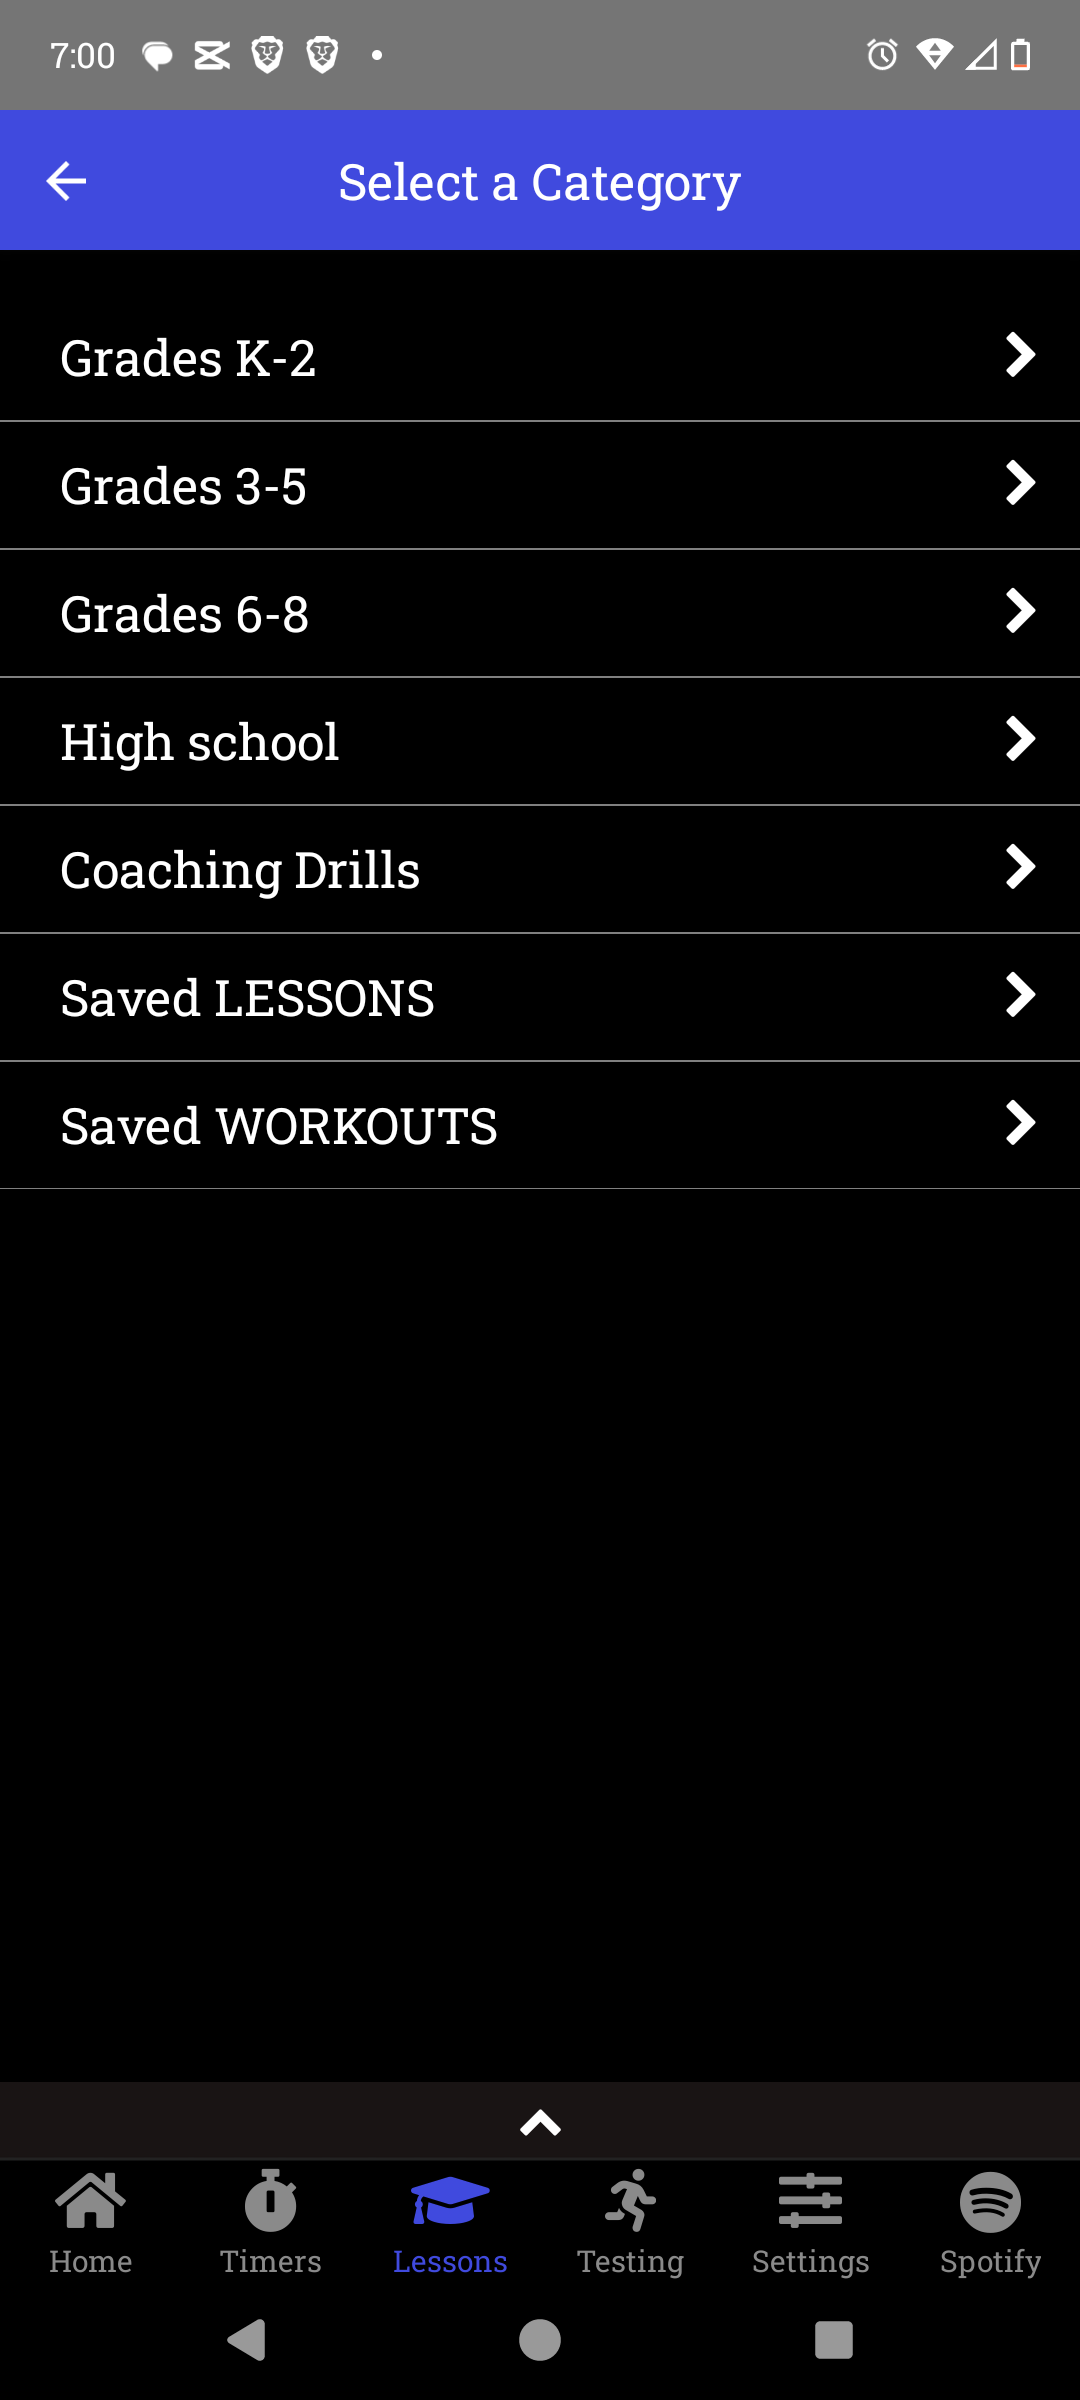 7:00
Select a Category
Grades K-2
Grades 3-5
Grades 6-8
High school
Coaching Drills
Saved LESSONS
Saved WORKOUTS
Home Timers Lessons Testing Settings Spotify